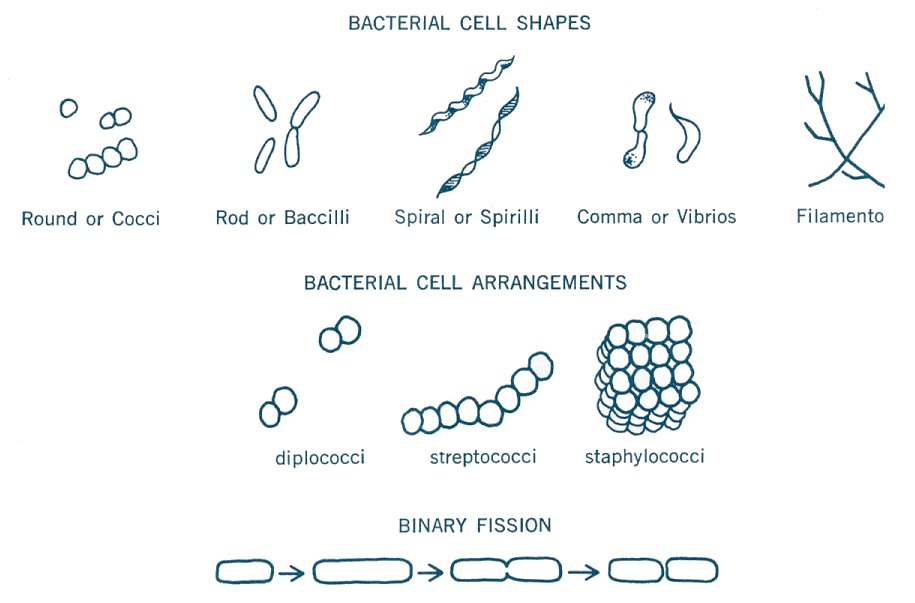 BACTERIAL CELL SHAPES
Round or Cocci
Rod or Baccilli
Spiral or Spirilli
Comma or Vibrios
Filamento
BACTERIAL CELL ARRANGEMENTS
diplococci
streptococci
staphylococci
BINARY FISSION